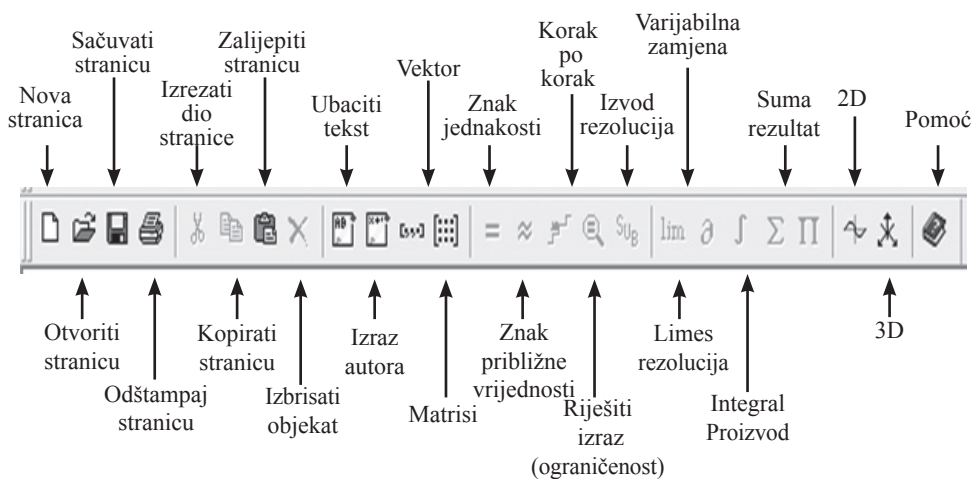 Nova
stranica
Sačuvati
stranicu
Izrezati
dio
stranice
Zalijepiti
stranicu
Ubaciti
tekst
Vektor
Znak
jednakosti
Korak
po
korak
Izvod
rezolucija
Varijabilna
zamjena
Suma
rezultat
2D
Pomoć
AB
= ≈ SUB lim ∂ ∫ ∑ ∏
Otvoriti
stranicu
Odštampaj
stranicu
Kopirati
stranicu
Izbrisati
objekat
Izraz
autora
Matrisi
Znak
približne
vrijednosti
Riješiti
izraz
(ograničenost)
Limes
rezolucija
Integral
Proizvod
3D